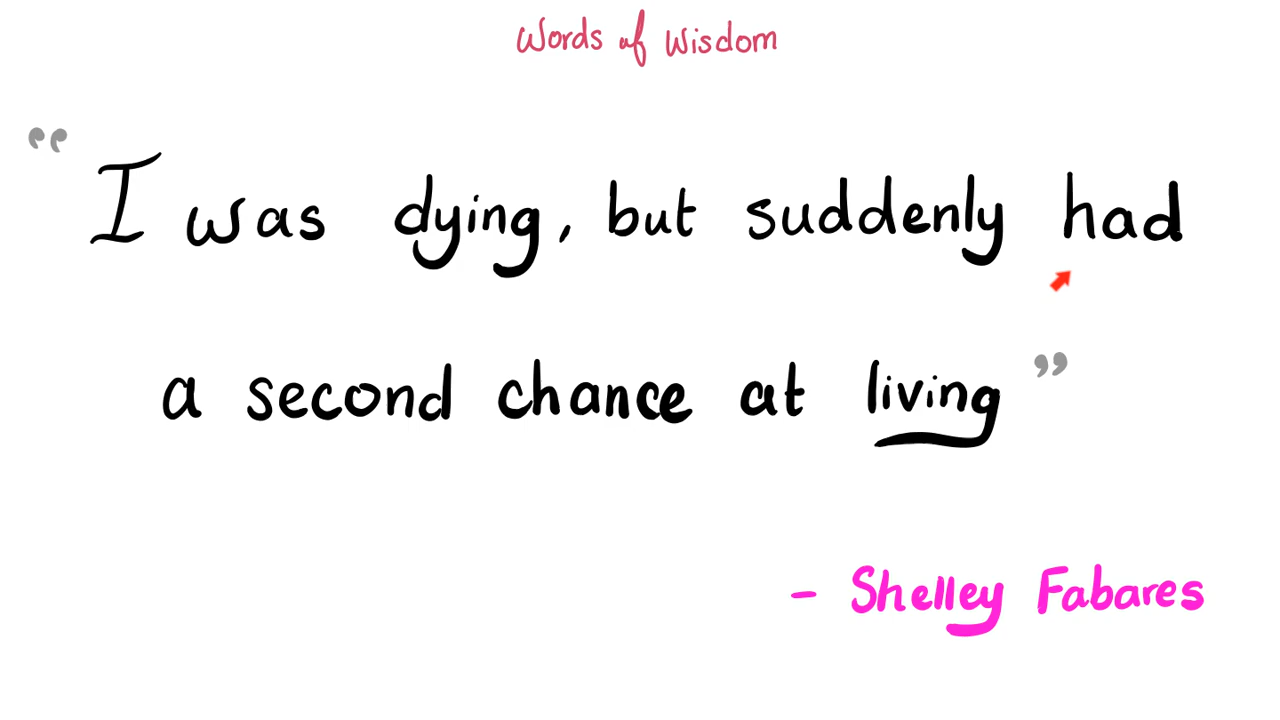 Words of Wisdom
“I was dying, but suddenly had
a second chance at living”
- Shelley Fabares